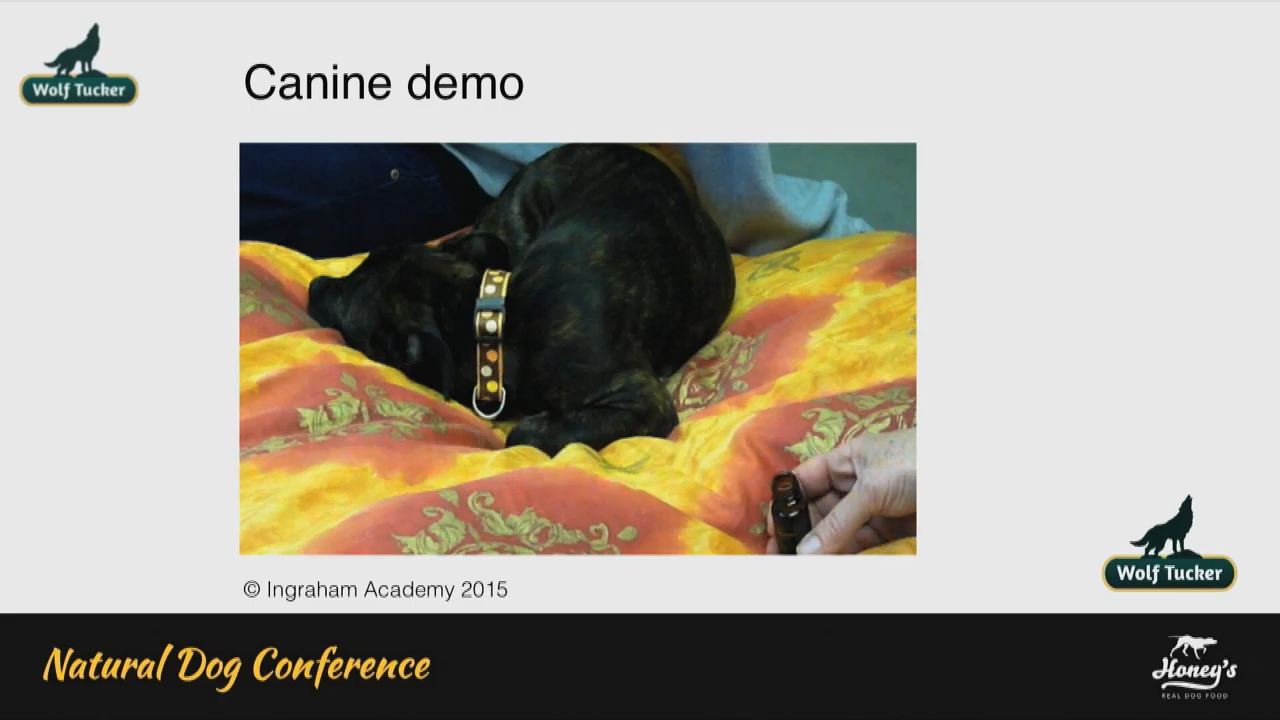 Wolf Tucker
Canine demo
© Ingraham Academy 2015
Wolf Tucker
Natural Dog Conference
Honey's
REAL DOG FOOD